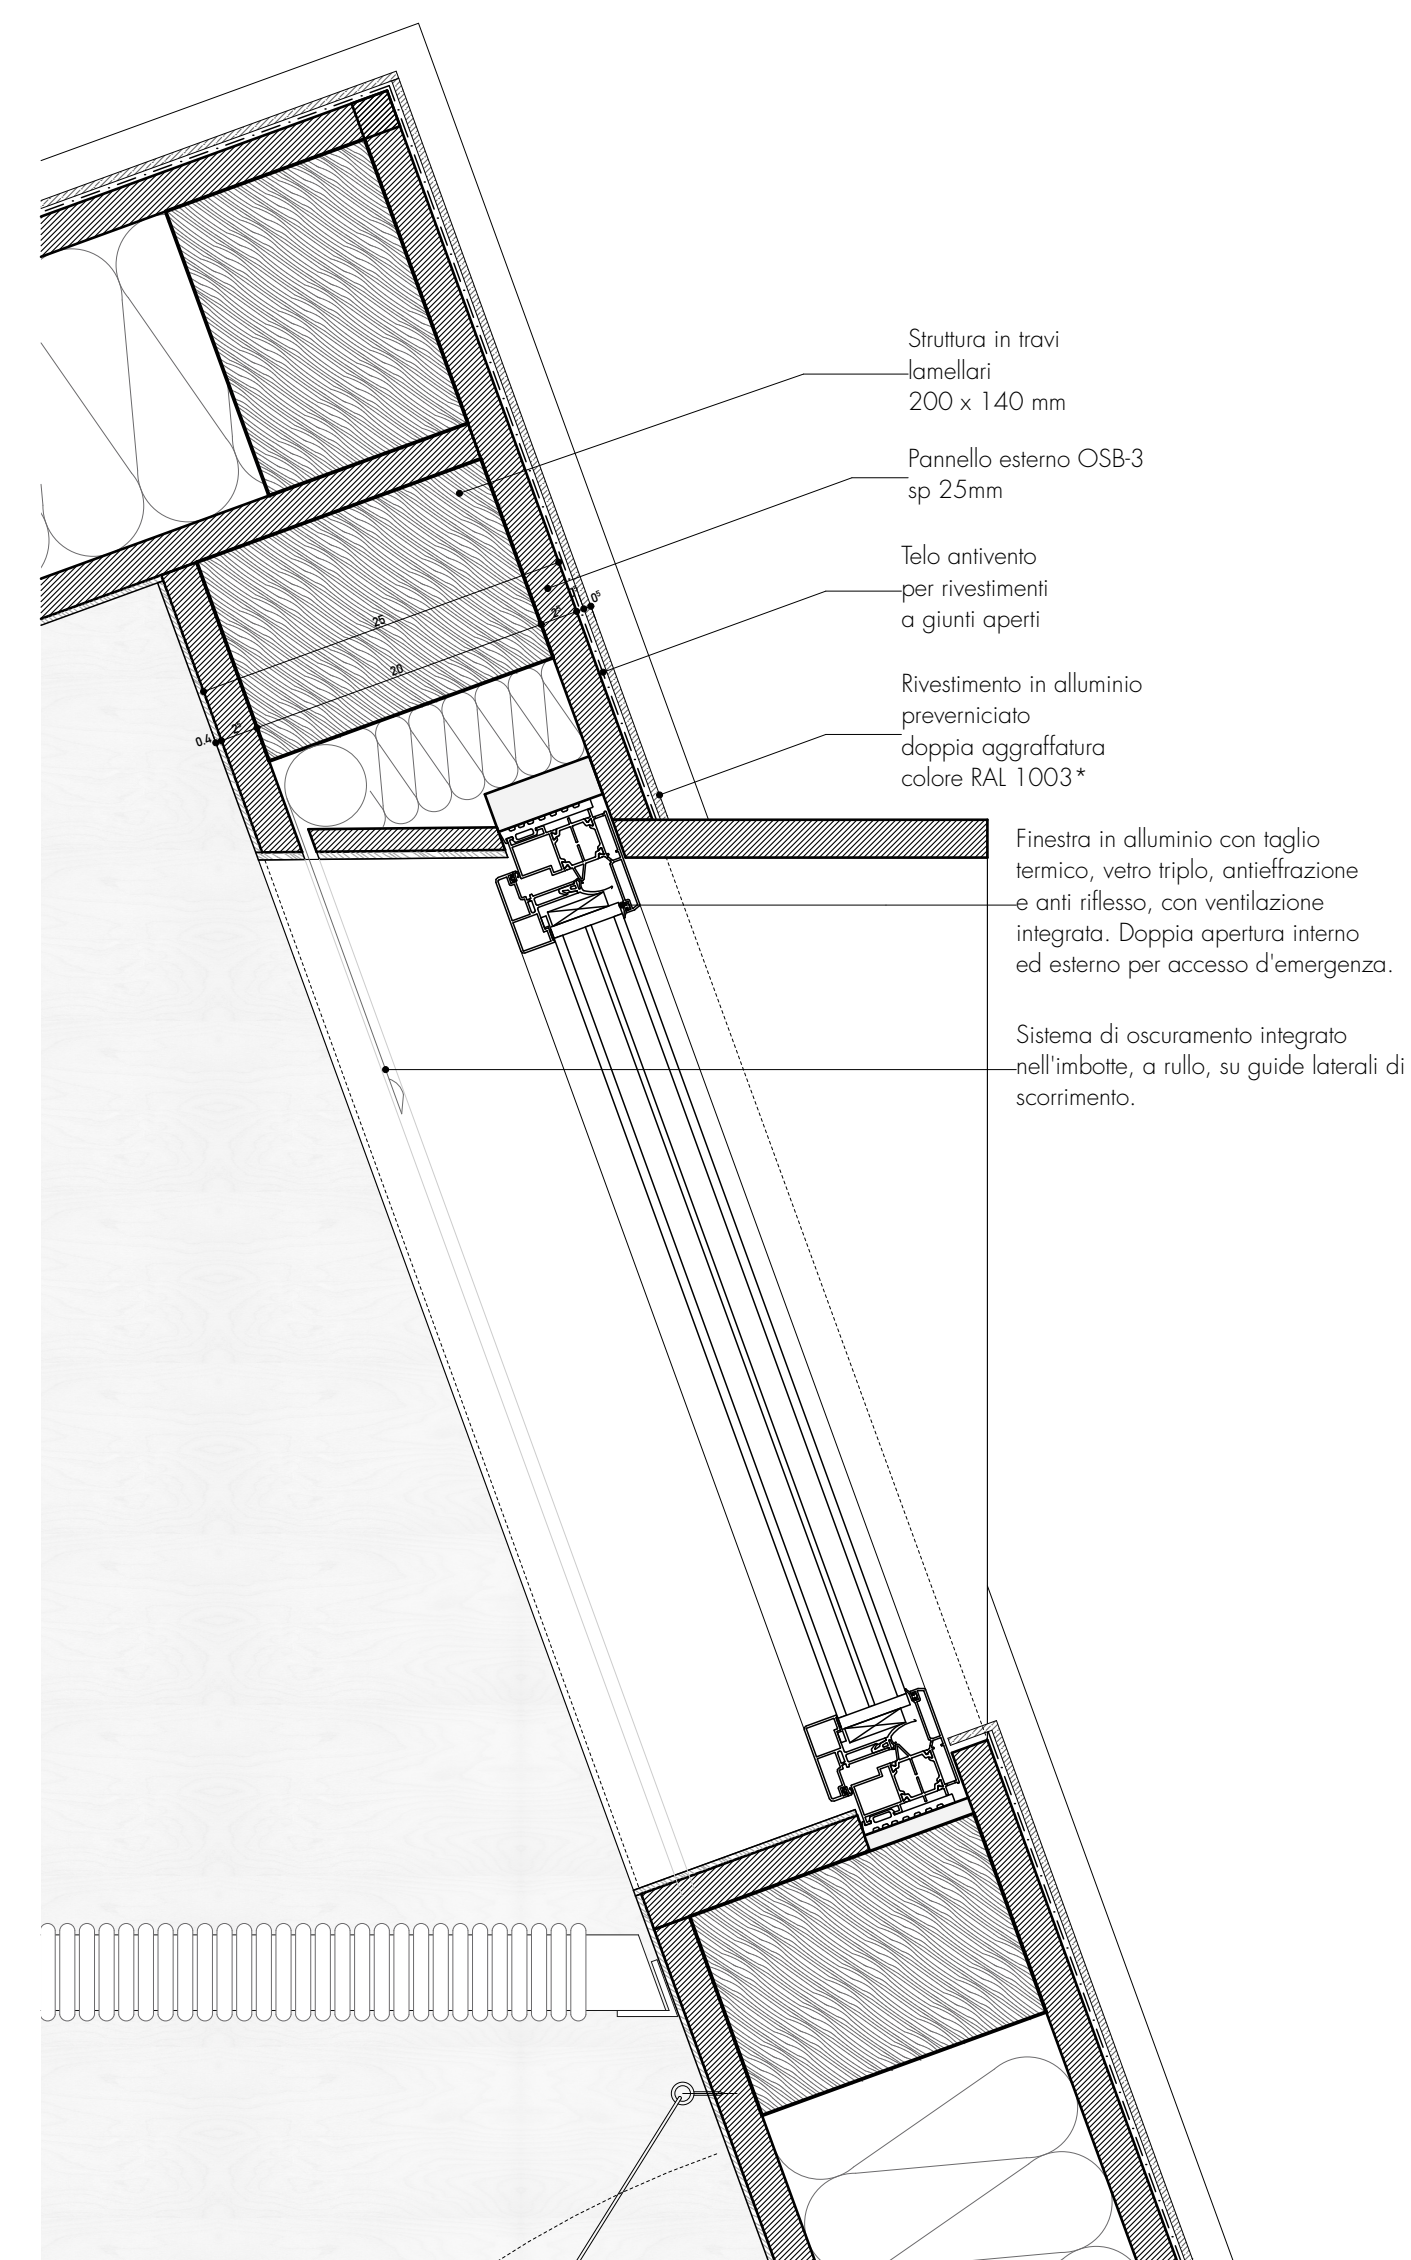 Struttura in travi
lamellari
200 x 140 mm
Pannello esterno OSB-3
sp 25mm
Telo antivento
per rivestimenti
a giunti aperti
Rivestimento in alluminio
preverniciato
doppia aggraffatura
colore RAL 1003*
Finestra in alluminio con taglio
termico, vetro triplo, antieffrazione
e anti riflesso, con ventilazione
integrata. Doppia apertura interno
ed esterno per accesso d'emergenza.
Sistema di oscuramento integrato
nell'imbotte, a rullo, su guide laterali di
scorrimento.
25
20
0.4
2⁵
2⁵
0⁵